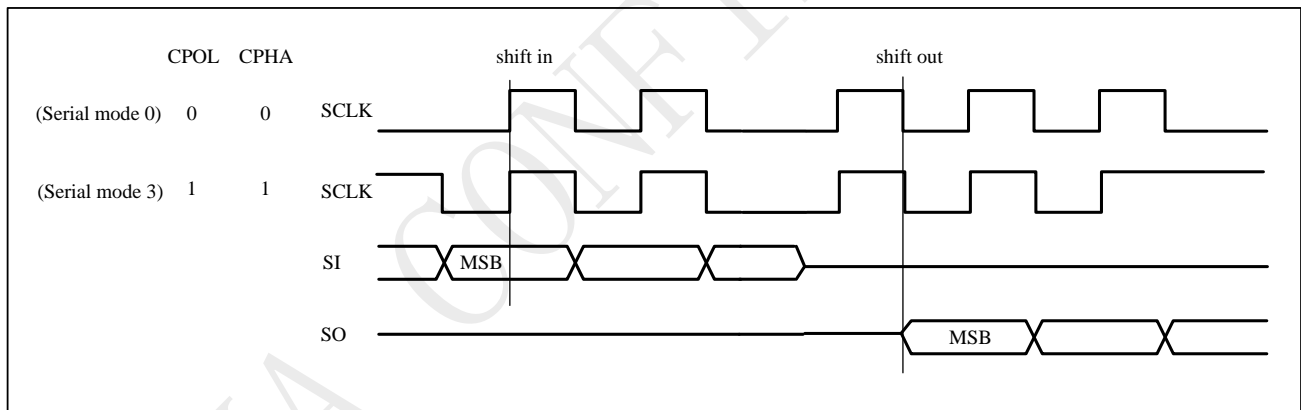 CPOL CPHA shift in shift out
(Serial mode 0) 0 0 SCLK
(Serial mode 3) 1 1 SCLK
SI MSB
SO MSB